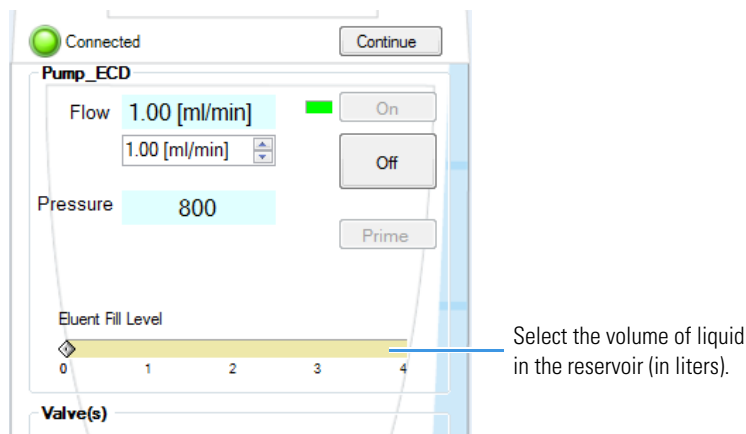 Connected
Continue
Pump_ECD
Flow 1.00 [ml/min] On
1.00 [ml/min]
Off
Pressure 800
Prime
Eluent Fill Level
Select the volume of liquid
in the reservoir (in liters).
0 1 2 3 4
Valve(s)